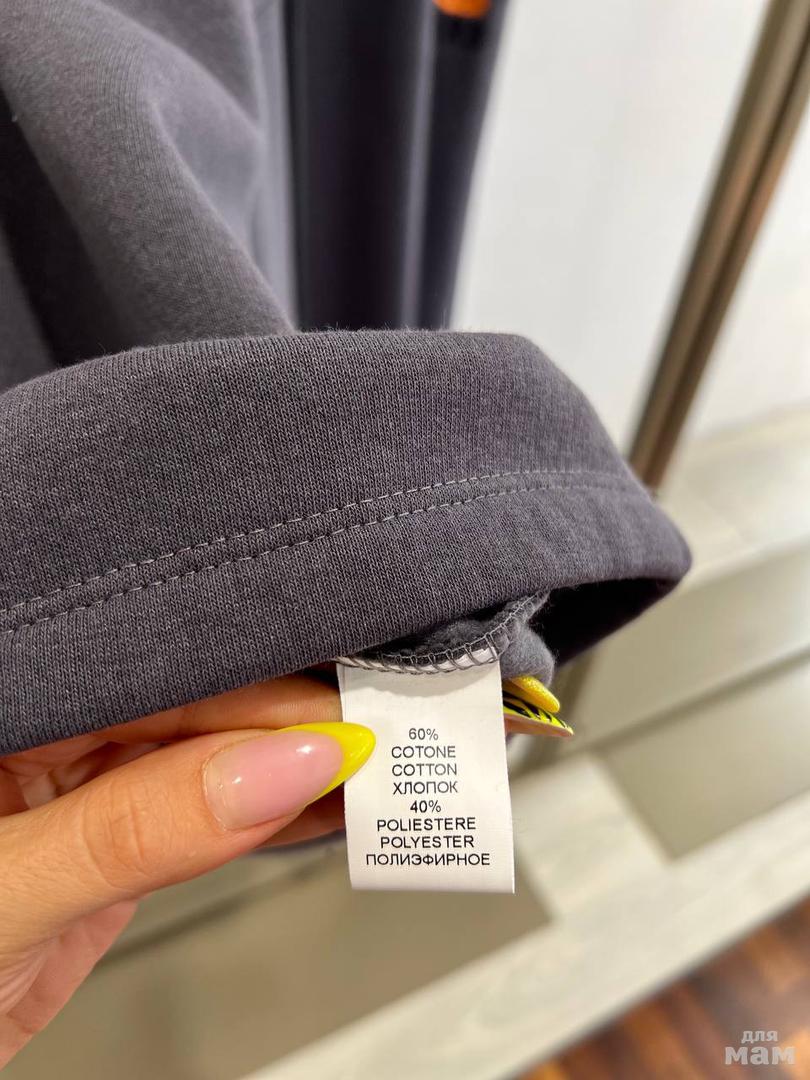 60%
COTONE
COTTON
ХЛОПОК
40%
POLIESTERE
POLYESTER
ПОЛИЭФИРНОЕ
для
мам